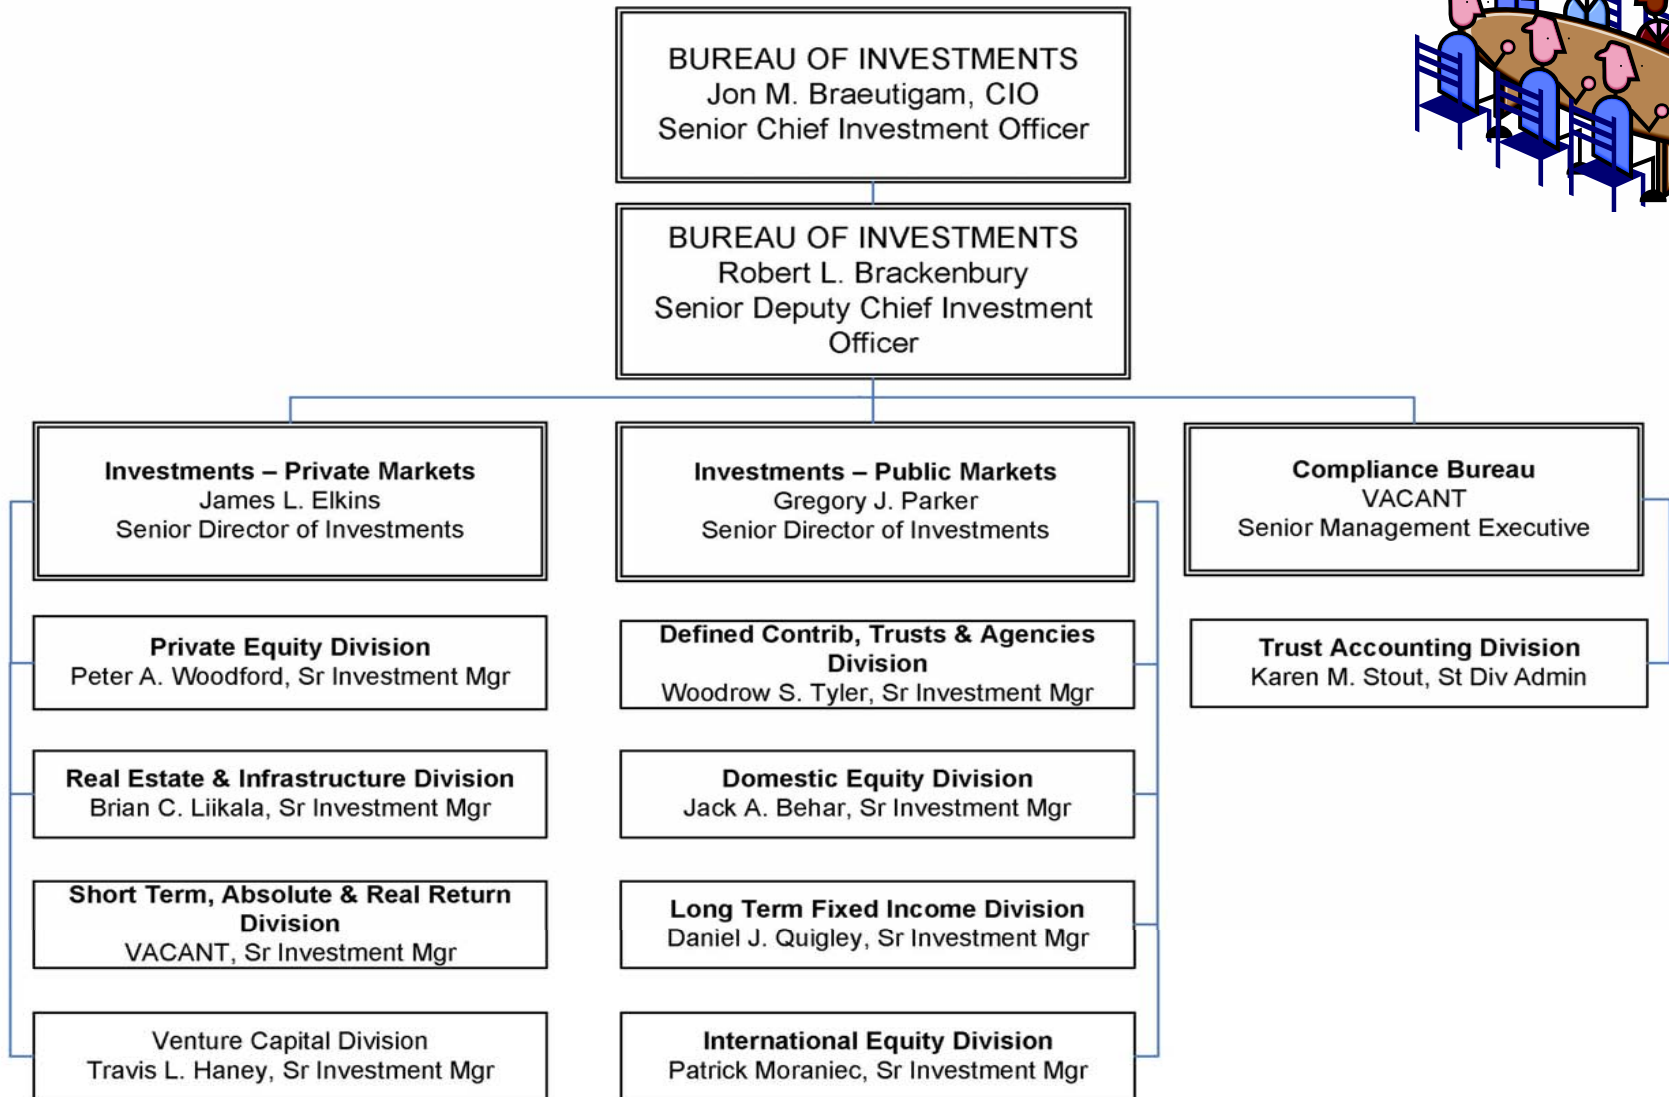 BUREAU OF INVESTMENTS
Jon M. Braeutigam, CIO
Senior Chief Investment Officer
BUREAU OF INVESTMENTS
Robert L. Brackenbury
Senior Deputy Chief Investment
Officer
Investments – Private Markets
James L. Elkins
Senior Director of Investments
Investments – Public Markets
Gregory J. Parker
Senior Director of Investments
Compliance Bureau
VACANT
Senior Management Executive
Private Equity Division
Peter A. Woodford, Sr Investment Mgr
Defined Contrib, Trusts & Agencies
Division
Woodrow S. Tyler, Sr Investment Mgr
Trust Accounting Division
Karen M. Stout, St Div Admin
Real Estate & Infrastructure Division
Brian C. Liikala, Sr Investment Mgr
Domestic Equity Division
Jack A. Behar, Sr Investment Mgr
Short Term, Absolute & Real Return
Division
VACANT, Sr Investment Mgr
Long Term Fixed Income Division
Daniel J. Quigley, Sr Investment Mgr
Venture Capital Division
Travis L. Haney, Sr Investment Mgr
International Equity Division
Patrick Moraniec, Sr Investment Mgr